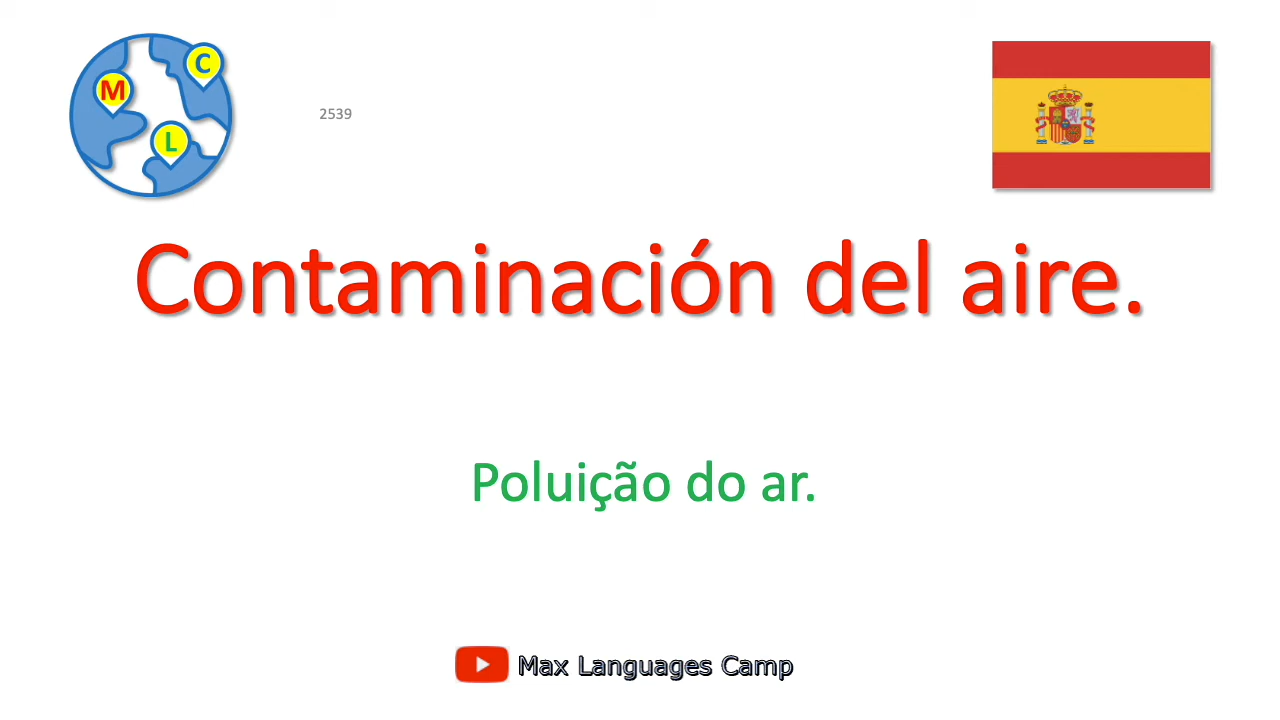 M
C
L
2539
Contaminación del aire.
Poluição do ar.
Max Languages Camp